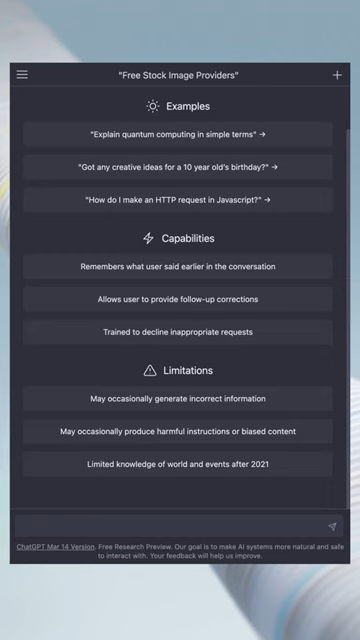 "Free Stock Image Providers"
Examples
"Explain quantum computing in simple terms" →
"Got any creative ideas for a 10 year old's birthday?" →
"How do I make an HTTP request in Javascript?" →
Capabilities
Remembers what user said earlier in the conversation
Allows user to provide follow-up corrections
Trained to decline inappropriate requests
Limitations
May occasionally generate incorrect information
May occasionally produce harmful instructions or biased content
Limited knowledge of world and events after 2021
ChatGPT Mar 14 Version. Free Research Preview. Our goal is to make AI systems more natural and safe
to interact with. Your feedback will help us improve.